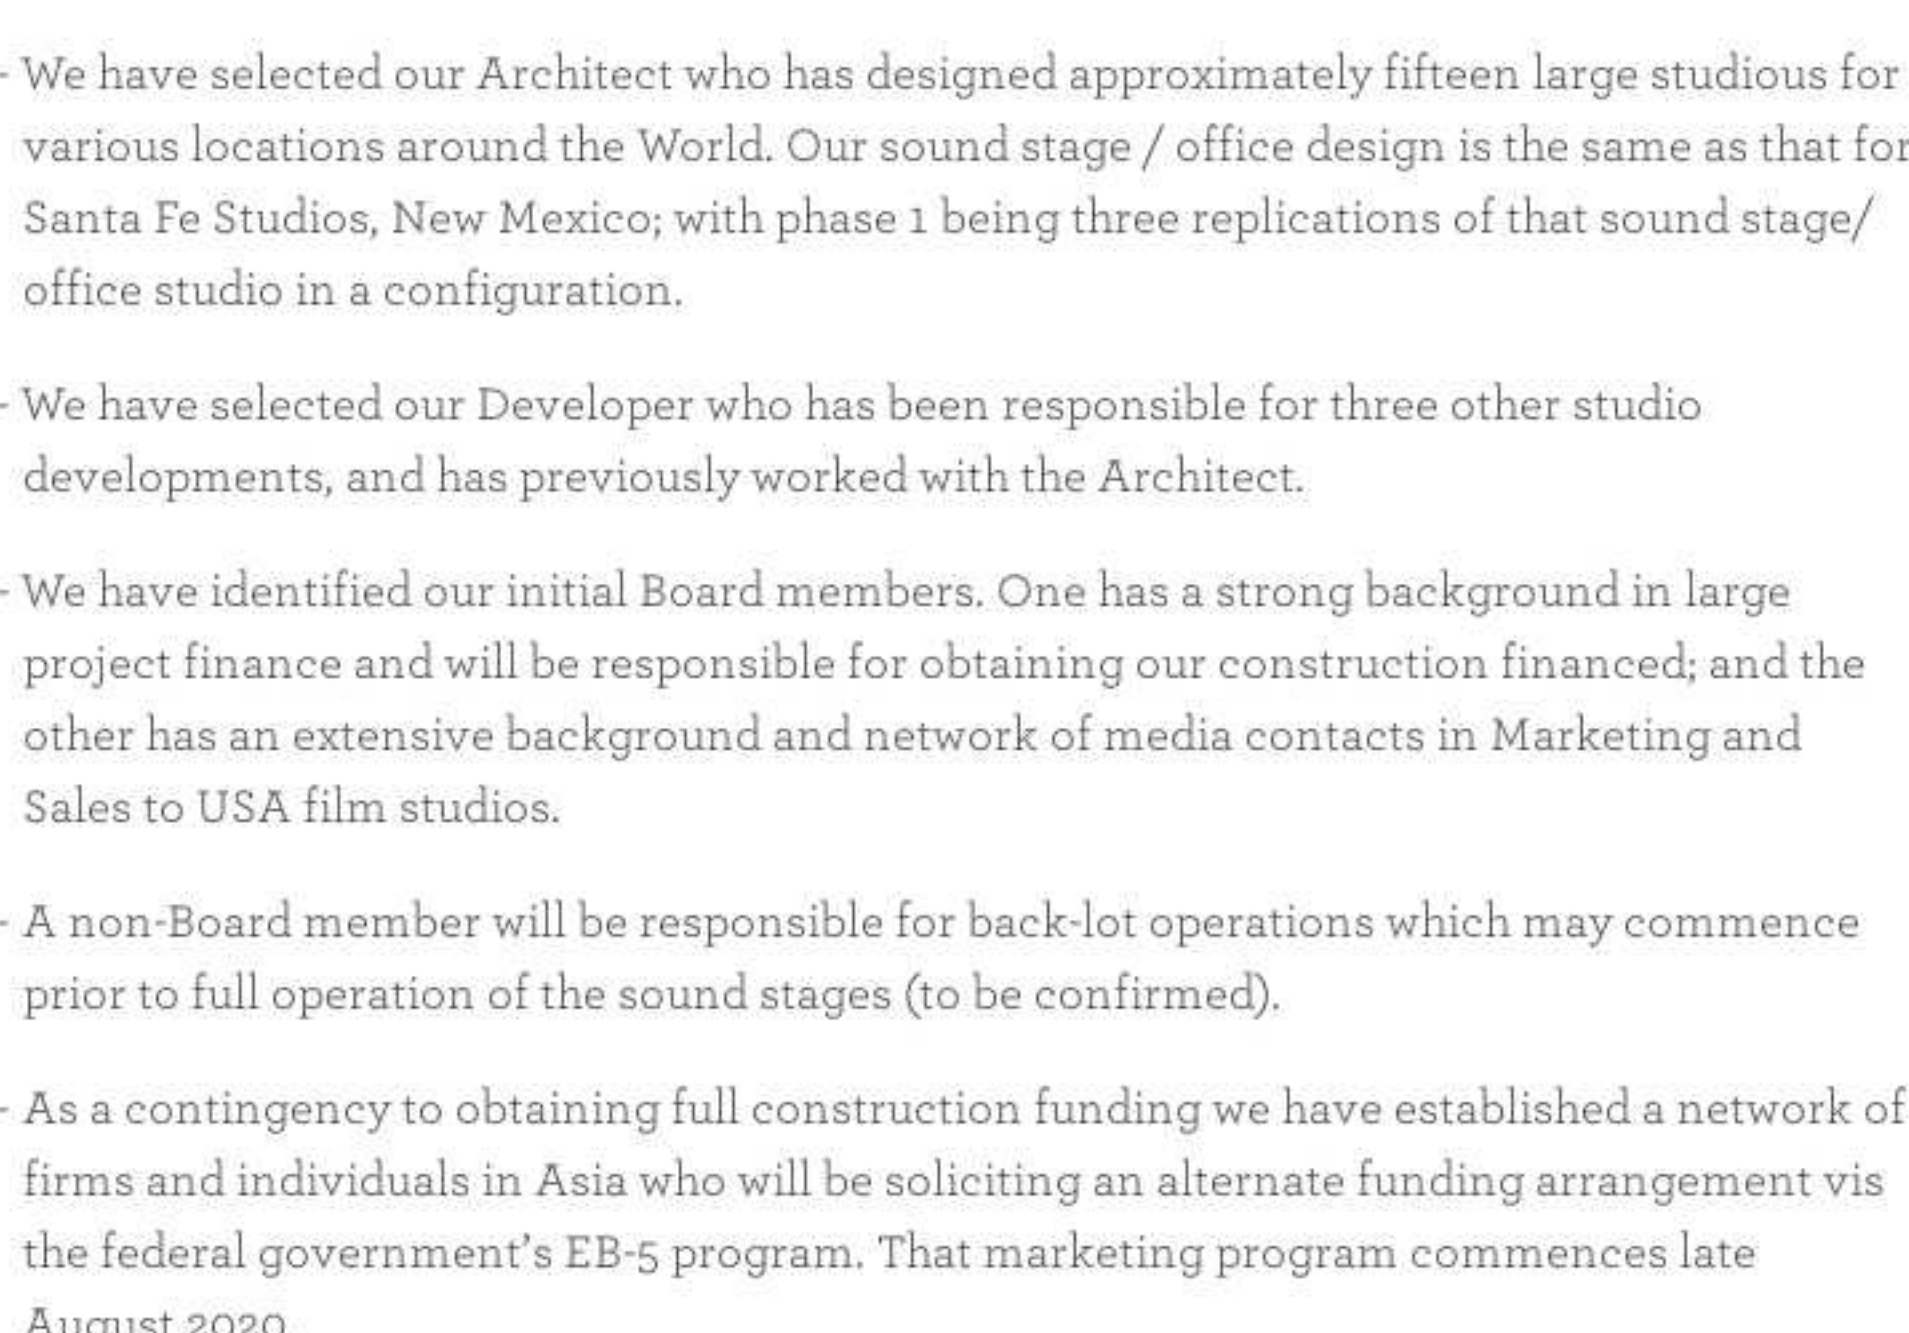 - We have selected our Architect who has designed approximately fifteen large studious for
various locations around the World. Our sound stage / office design is the same as that for
Santa Fe Studios, New Mexico; with phase 1 being three replications of that sound stage/
office studio in a configuration.
- We have selected our Developer who has been responsible for three other studio
developments, and has previously worked with the Architect.
- We have identified our initial Board members. One has a strong background in large
project finance and will be responsible for obtaining our construction financed; and the
other has an extensive background and network of media contacts in Marketing and
Sales to USA film studios.
- A non-Board member will be responsible for back-lot operations which may commence
prior to full operation of the sound stages (to be confirmed).
- As a contingency to obtaining full construction funding we have established a network of
firms and individuals in Asia who will be soliciting an alternate funding arrangement vis
the federal government's EB-5 program. That marketing program commences late
August 2020